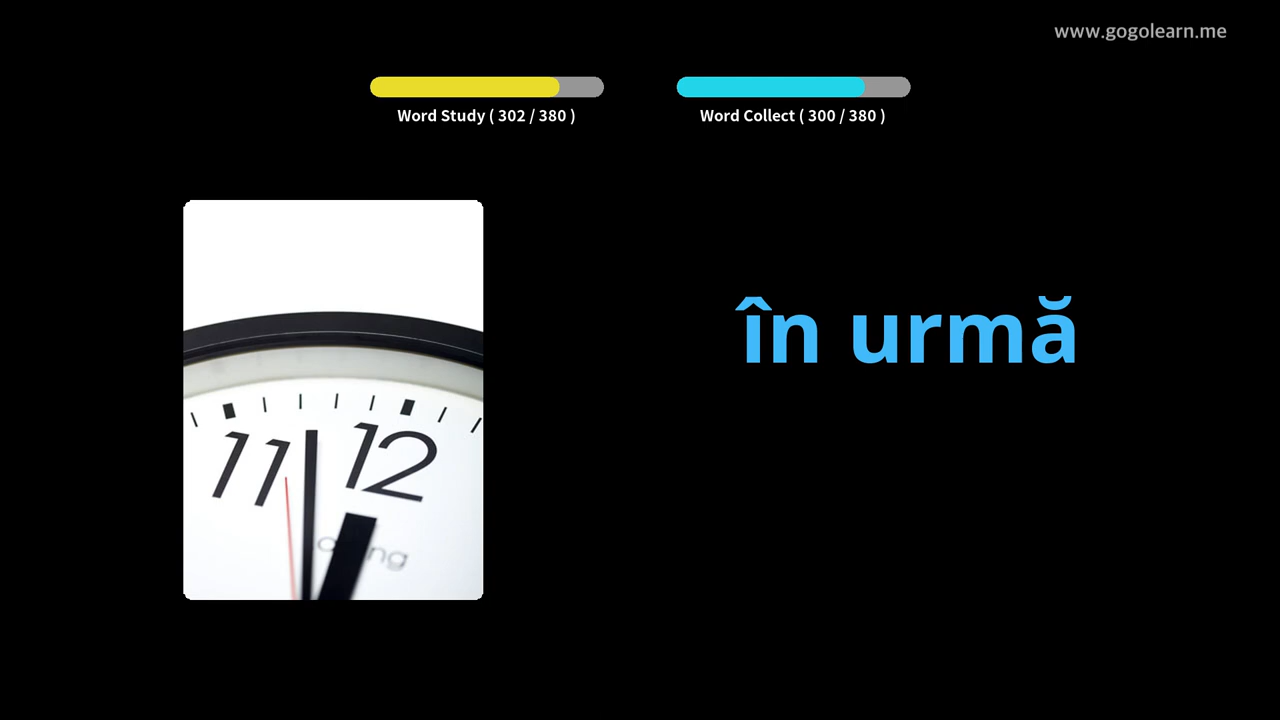 www.gogolearn.me
Word Study ( 302 / 380 )
Word Collect ( 300 / 380 )
în urmă
11
12